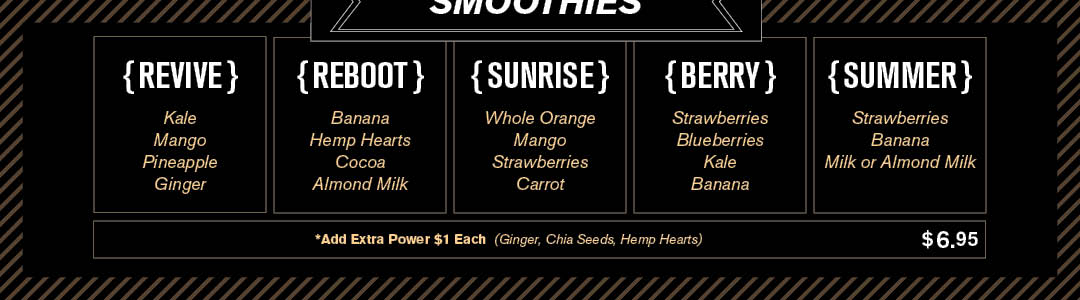 SMOOTHIES
{REVIVE}
Kale
Mango
Pineapple
Ginger
{REBOOT}
Banana
Hemp Hearts
Cocoa
Almond Milk
{SUNRISE}
Whole Orange
Mango
Strawberries
Carrot
{BERRY}
Strawberries
Blueberries
Kale
Banana
{SUMMER}
Strawberries
Banana
Milk or Almond Milk
*Add Extra Power $1 Each (Ginger, Chia Seeds, Hemp Hearts)
$6.95